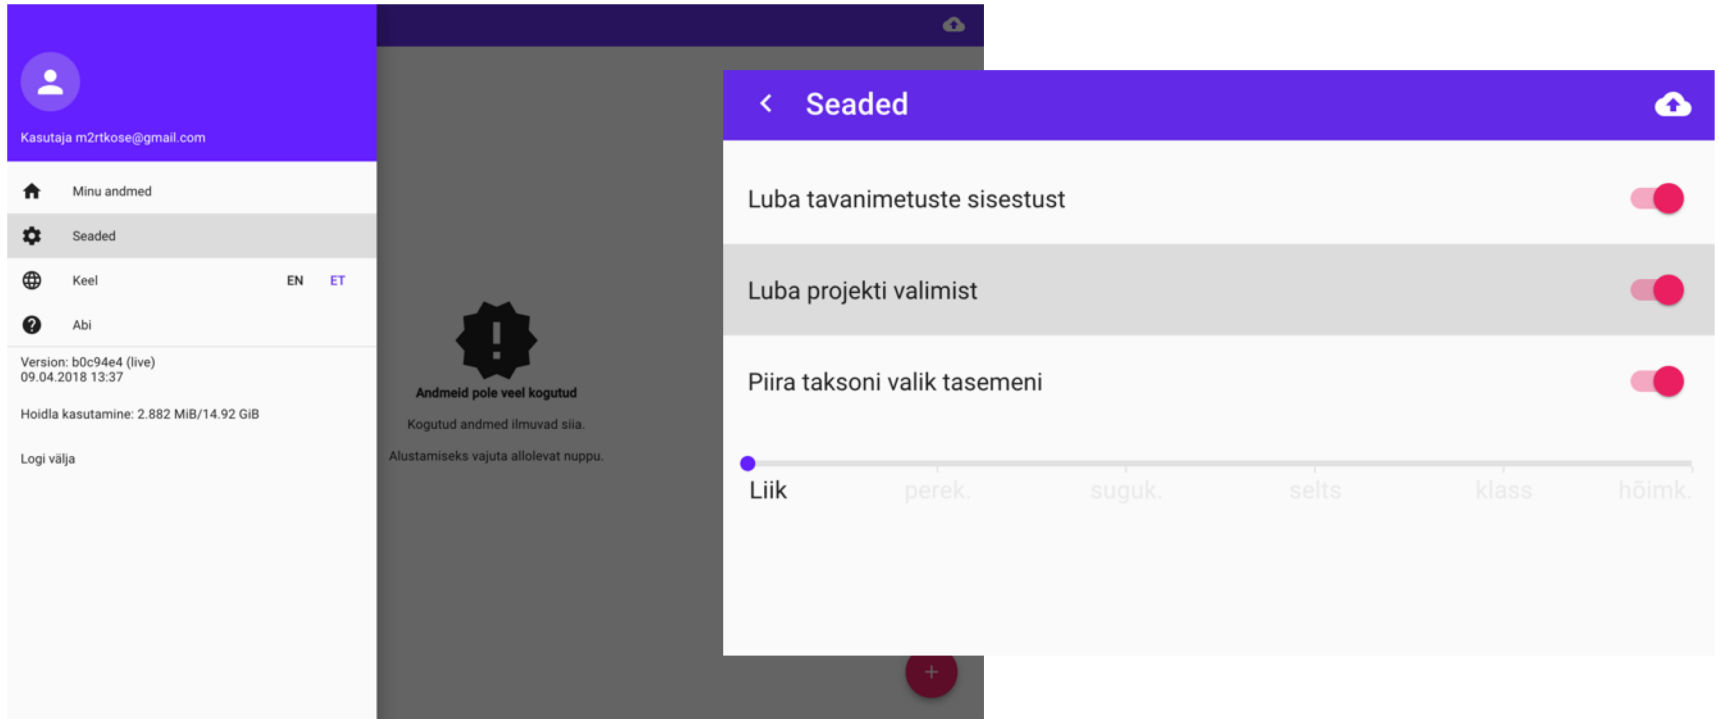 Kasutaja m2rtkose@gmail.com
Minu andmed
Seaded
Keel EN ET
Abi
Version: b0c94e4 (live)
09.04.2018 13:37
Hoidla kasutamine: 2.882 MiB/14.92 GiB
Logi välja
Andmeid pole veel kogutud
Kogutud andmed ilmuvad siia.
Alustamiseks vajuta allolevat nuppu.
Seaded
Luba tavanimetuste sisestust
Luba projekti valimist
Piira taksoni valik tasemeni
Liik perek. suguk. selts klass hõimk.